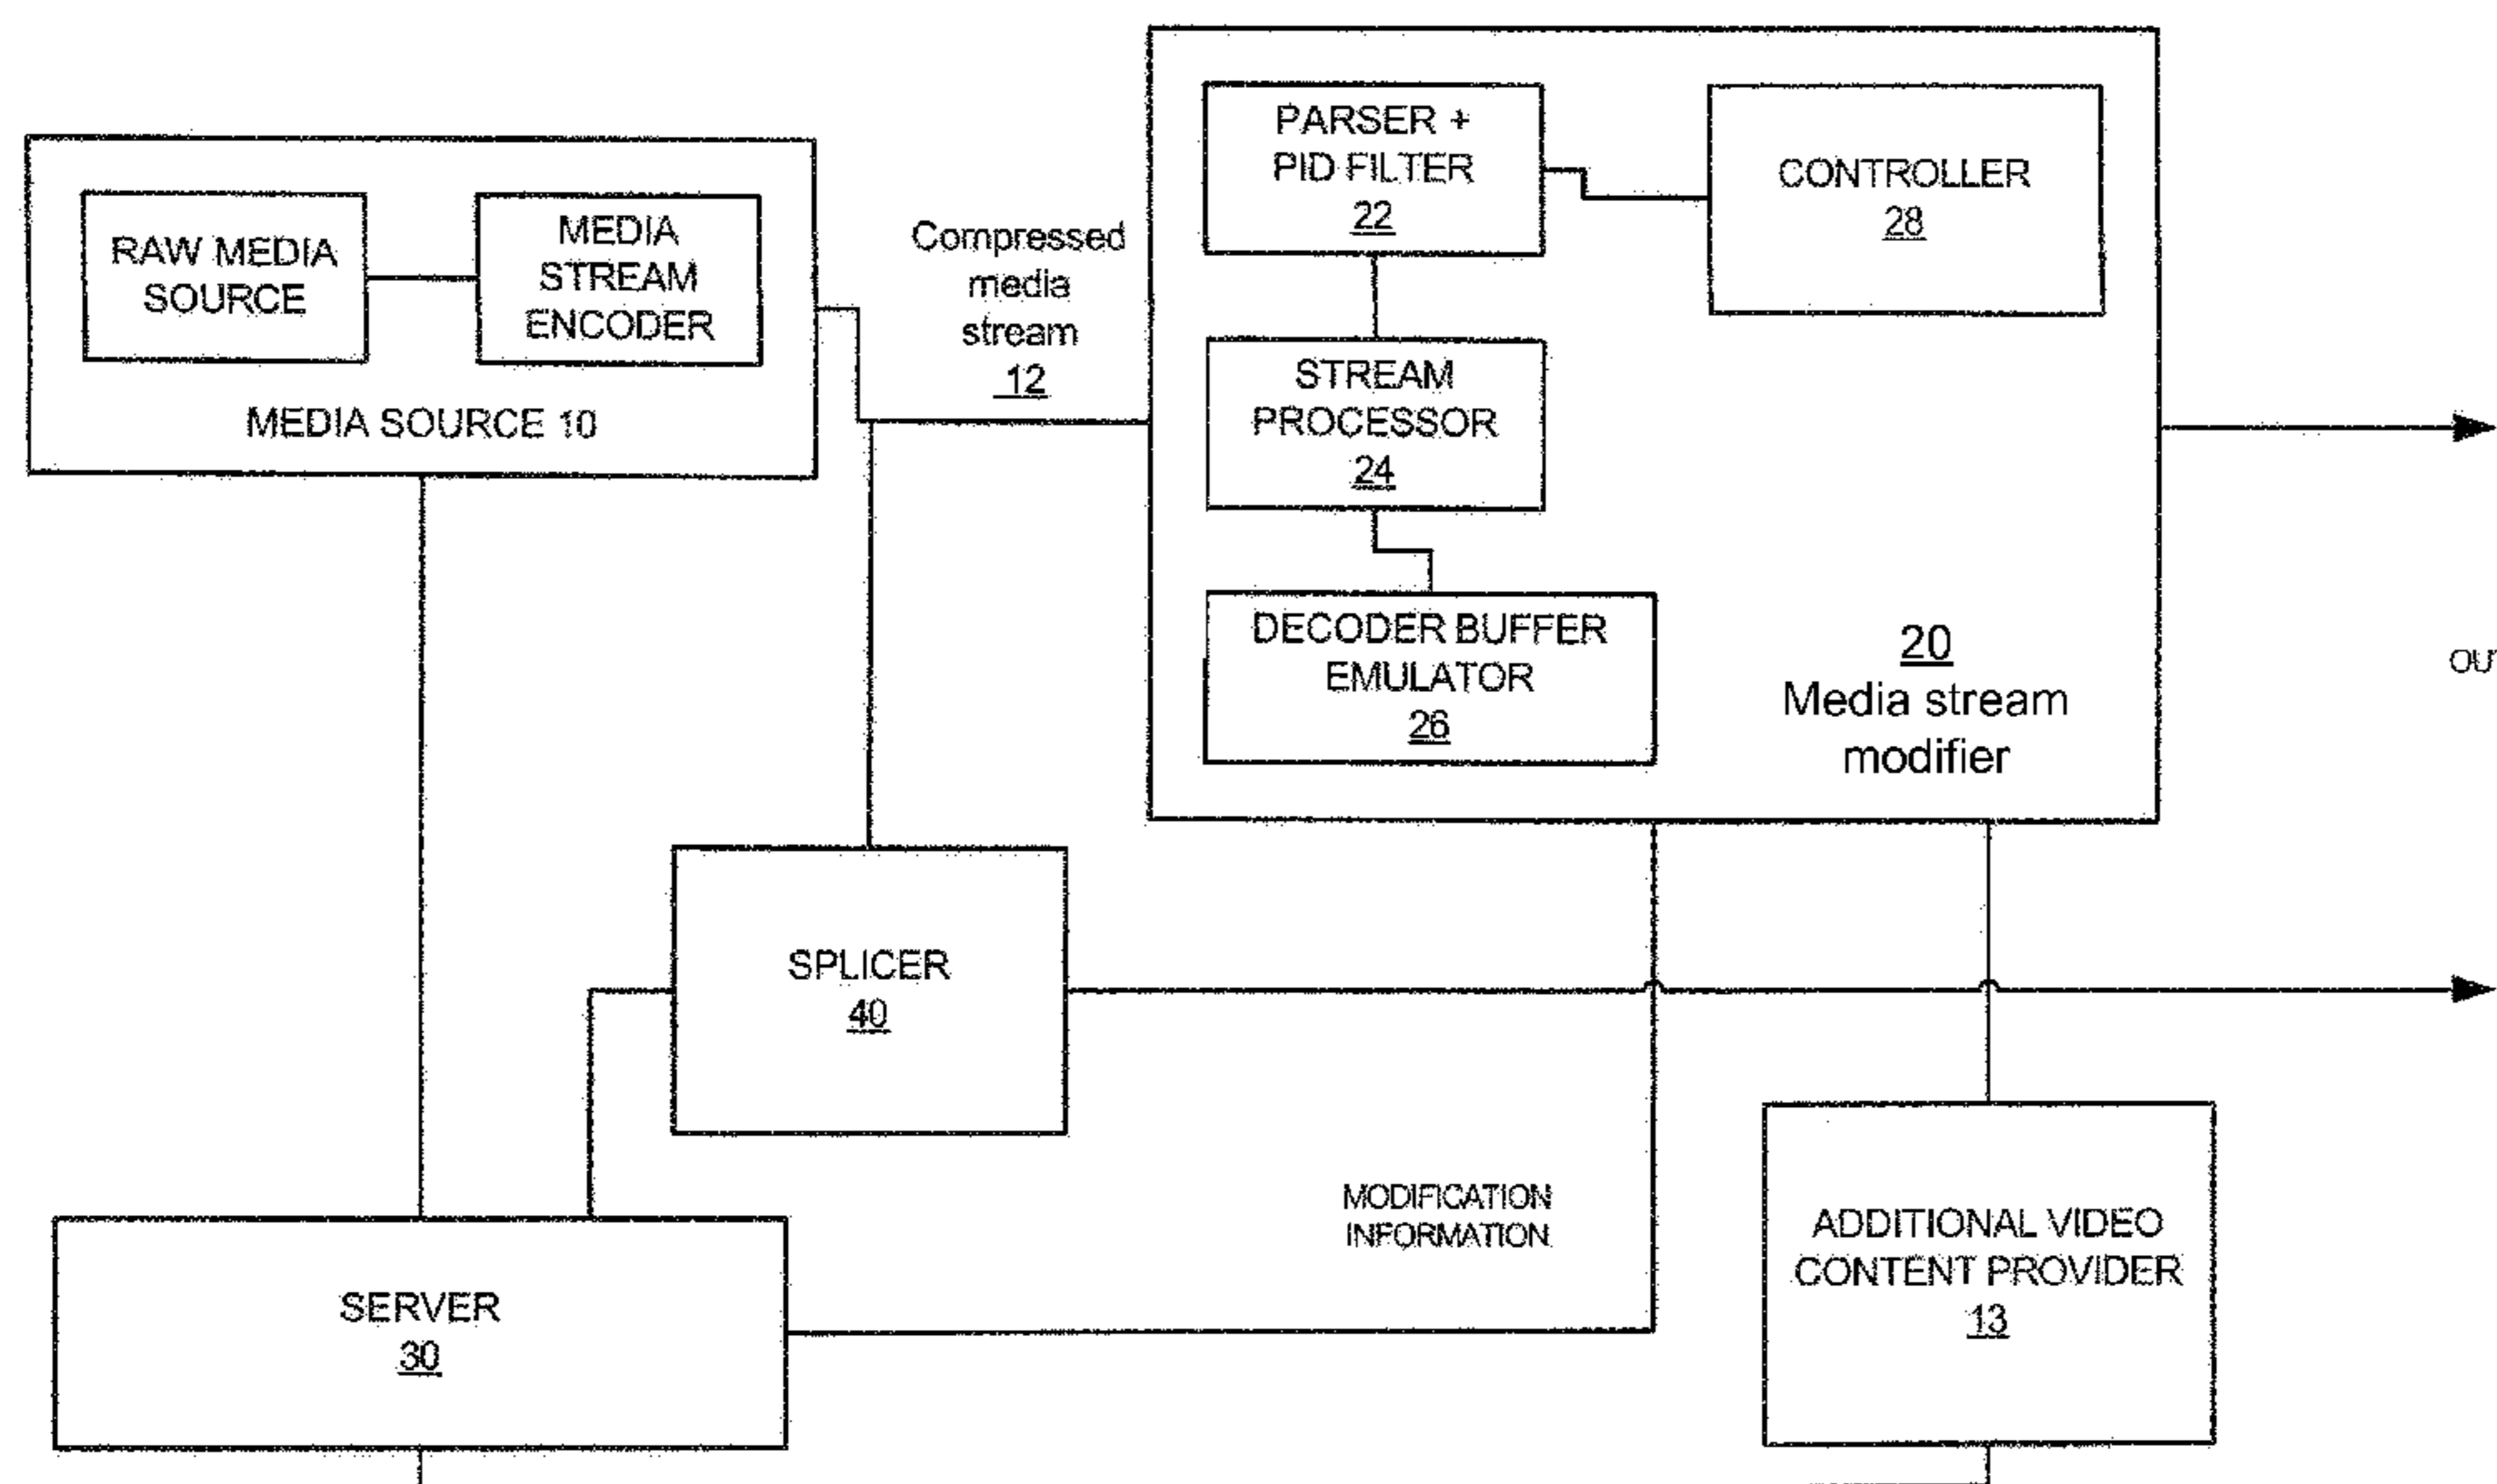 RAW MEDIA
SOURCE
MEDIA
STREAM
ENCODER
MEDIA SOURCE 10
Compressed
media
stream
12
PARSER +
PID FILTER
22
CONTROLLER
28
STREAM
PROCESSOR
24
DECODER BUFFER
EMULATOR
26
20
Media stream
modifier
SPLICER
40
MODIFICATION
INFORMATION
SERVER
30
ADDITIONAL VIDEO
CONTENT PROVIDER
13